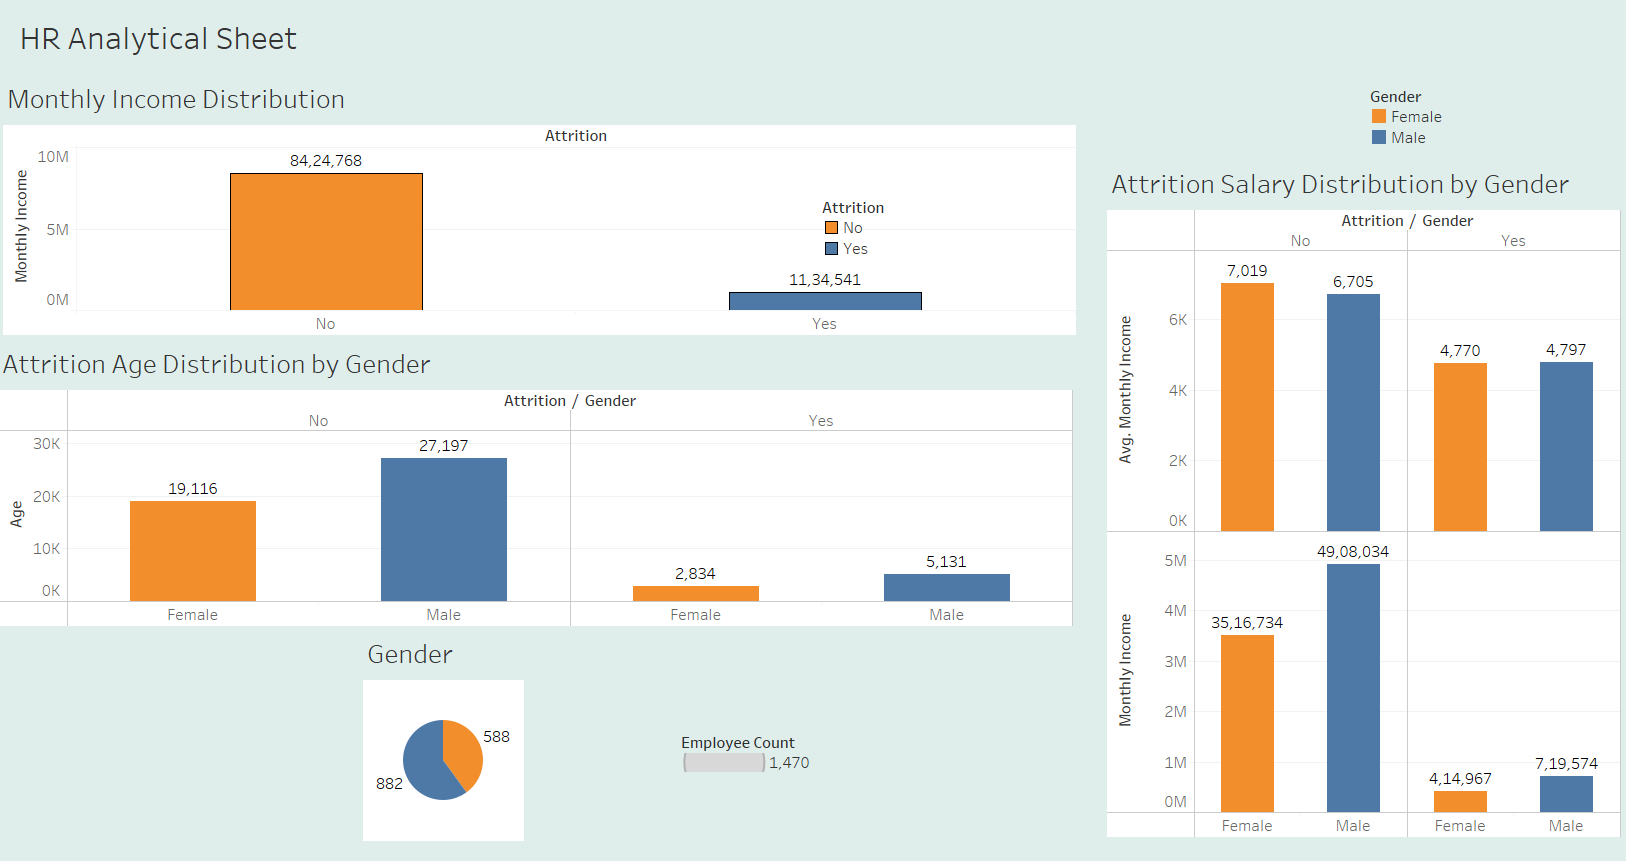 HR Analytical Sheet
Monthly Income Distribution
Attrition
Monthly Income
10M
5M
0M
84,24,768
11,34,541
Attrition
No
Yes
No
Yes
Attrition Age Distribution by Gender
Attrition / Gender
No
Yes
Age
30K
20K
10K
0K
19,116
27,197
2,834
5,131
Female
Male
Female
Male
Gender
588
882
Employee Count
1,470
Gender
Female
Male
Attrition Salary Distribution by Gender
Attrition / Gender
No
Yes
Avg. Monthly Income
6K
4K
2K
0K
7,019
6,705
4,770
4,797
Monthly Income
5M
4M
3M
2M
1M
0M
35,16,734
49,08,034
4,14,967
7,19,574
Female
Male
Female
Male